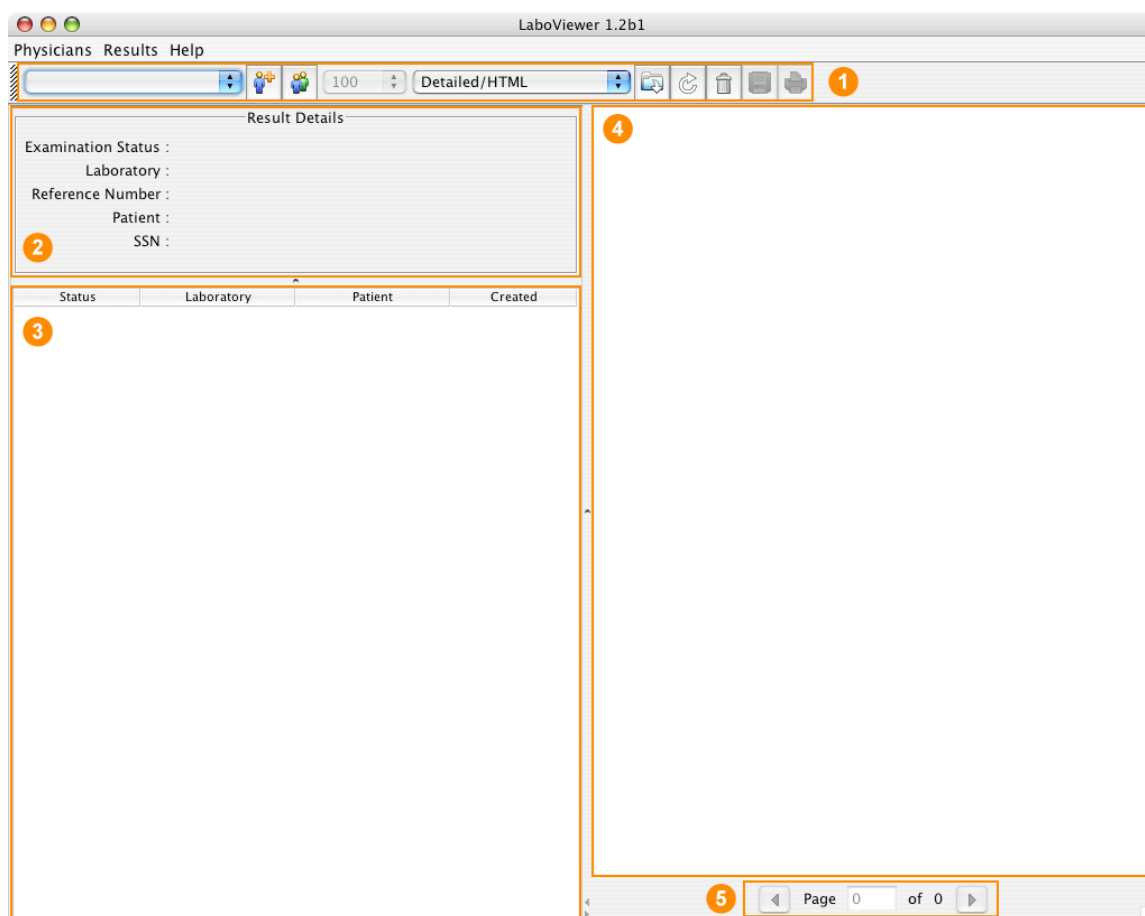 LaboViewer 1.2b1
Physicians Results Help
100 Detailed/HTML 1
Result Details
Examination Status :
Laboratory :
Reference Number :
Patient :
SSN :
2
Status Laboratory Patient Created
3
4
5 Page 0 of 0